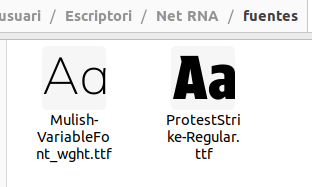 usuari / Escriptori / Net RNA / fuentes
Aa Aa
Mulish-
VariableFo
nt_wght.ttf
ProtestStri
ke-Regular.
ttf